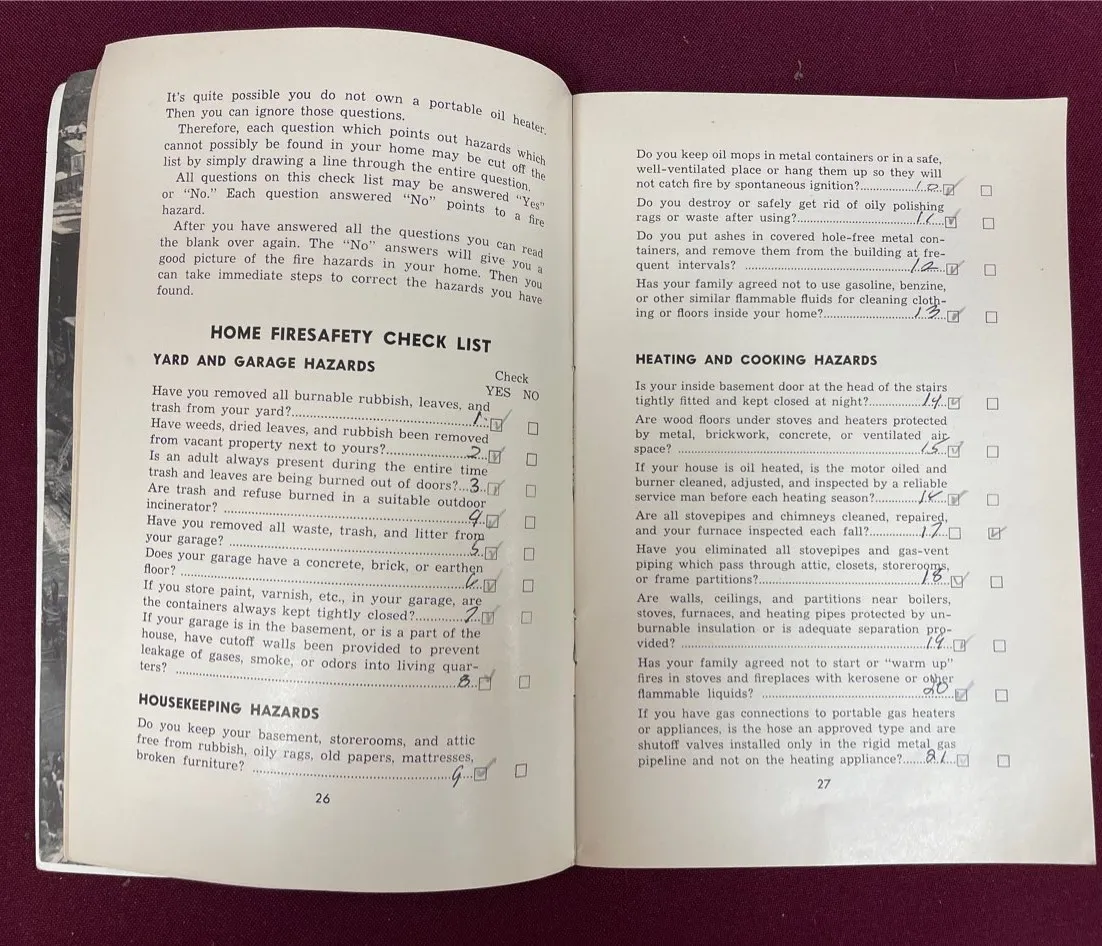 It's quite possible you do not own a portable oil heater.
Then you can ignore those questions.
Therefore, each question which points out hazards which
cannot possibly be found in your home may be cut off the
list by simply drawing a line through the entire question.
All questions on this check list may be answered "Yes"
or "No." Each question answered "No" points to a fire
hazard.
After you have answered all the questions you can read
the blank over again. The "No" answers will give you a
good picture of the fire hazards in your home. Then you
can take immediate steps to correct the hazards you have
found.
HOME FIRESAFETY CHECK LIST
YARD AND GARAGE HAZARDS
Check
YES NO
Have you removed all burnable rubbish, leaves, and
trash from your yard? 1.
Have weeds, dried leaves, and rubbish been removed
from vacant property next to yours? 2
Is an adult always present during the entire time
trash and leaves are being burned out of doors? 3
Are trash and refuse burned in a suitable outdoor
incinerator? 4
Have you removed all waste, trash, and litter from
your garage? 5
Does your garage have a concrete, brick, or earthen
floor? 6
If you store paint, varnish, etc., in your garage, are
the containers always kept tightly closed? 7
If your garage is in the basement, or is a part of the
house, have cutoff walls been provided to prevent
leakage of gases, smoke, or odors into living quar-
ters? 8
HOUSEKEEPING HAZARDS
Do you keep your basement, storerooms, and attic
free from rubbish, oily rags, old papers, mattresses,
broken furniture? 9
26
Do you keep oil mops in metal containers or in a safe,
well-ventilated place or hang them up so they will
not catch fire by spontaneous ignition? 10
Do you destroy or safely get rid of oily polishing
rags or waste after using? 11
Do you put ashes in covered hole-free metal con-
tainers, and remove them from the building at fre-
quent intervals? 12
Has your family agreed not to use gasoline, benzine,
or other similar flammable fluids for cleaning cloth-
ing or floors inside your home? 13
HEATING AND COOKING HAZARDS
Is your inside basement door at the head of the stairs
tightly fitted and kept closed at night? 14
Are wood floors under stoves and heaters protected
by metal, brickwork, concrete, or ventilated air
space? 15
If your house is oil heated, is the motor oiled and
burner cleaned, adjusted, and inspected by a reliable
service man before each heating season? 16
Are all stovepipes and chimneys cleaned, repaired,
and your furnace inspected each fall? 17
Have you eliminated all stovepipes and gas-vent
piping which pass through attic, closets, storerooms,
or frame partitions? 18
Are walls, ceilings, and partitions near boilers,
stoves, furnaces, and heating pipes protected by un-
burnable insulation or is adequate separation pro-
vided? 19
Has your family agreed not to start or "warm up"
fires in stoves and fireplaces with kerosene or other
flammable liquids? 20
If you have gas connections to portable gas heaters
or appliances, is the hose an approved type and are
shutoff valves installed only in the rigid metal gas
pipeline and not on the heating appliance? 21
27